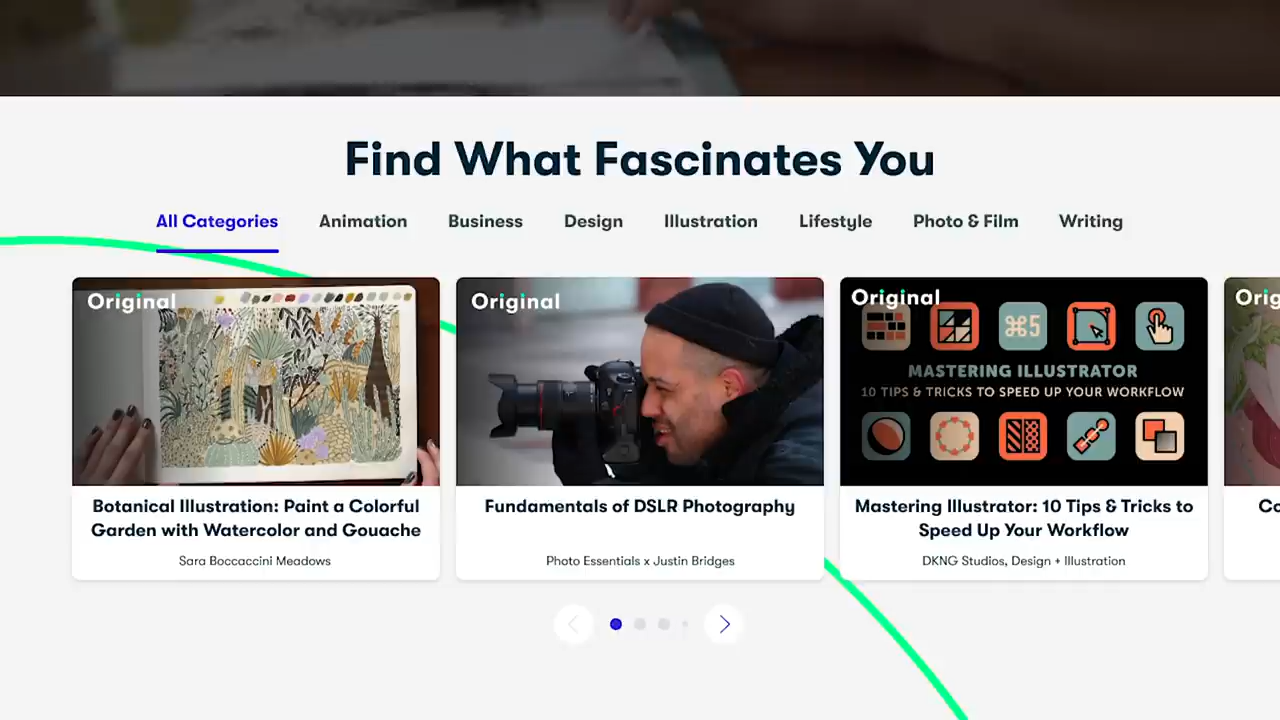 Find What Fascinates You
All Categories
Animation
Business
Design
Illustration
Lifestyle
Photo & Film
Writing
Original
Botanical Illustration: Paint a Colorful
Garden with Watercolor and Gouache
Sara Boccaccini Meadows
Original
Fundamentals of DSLR Photography
Photo Essentials x Justin Bridges
Original
⌘5
MASTERING ILLUSTRATOR
10 TIPS & TRICKS TO SPEED UP YOUR WORKFLOW
Mastering Illustrator: 10 Tips & Tricks to
Speed Up Your Workflow
DKNG Studios, Design + Illustration
Orig
Co